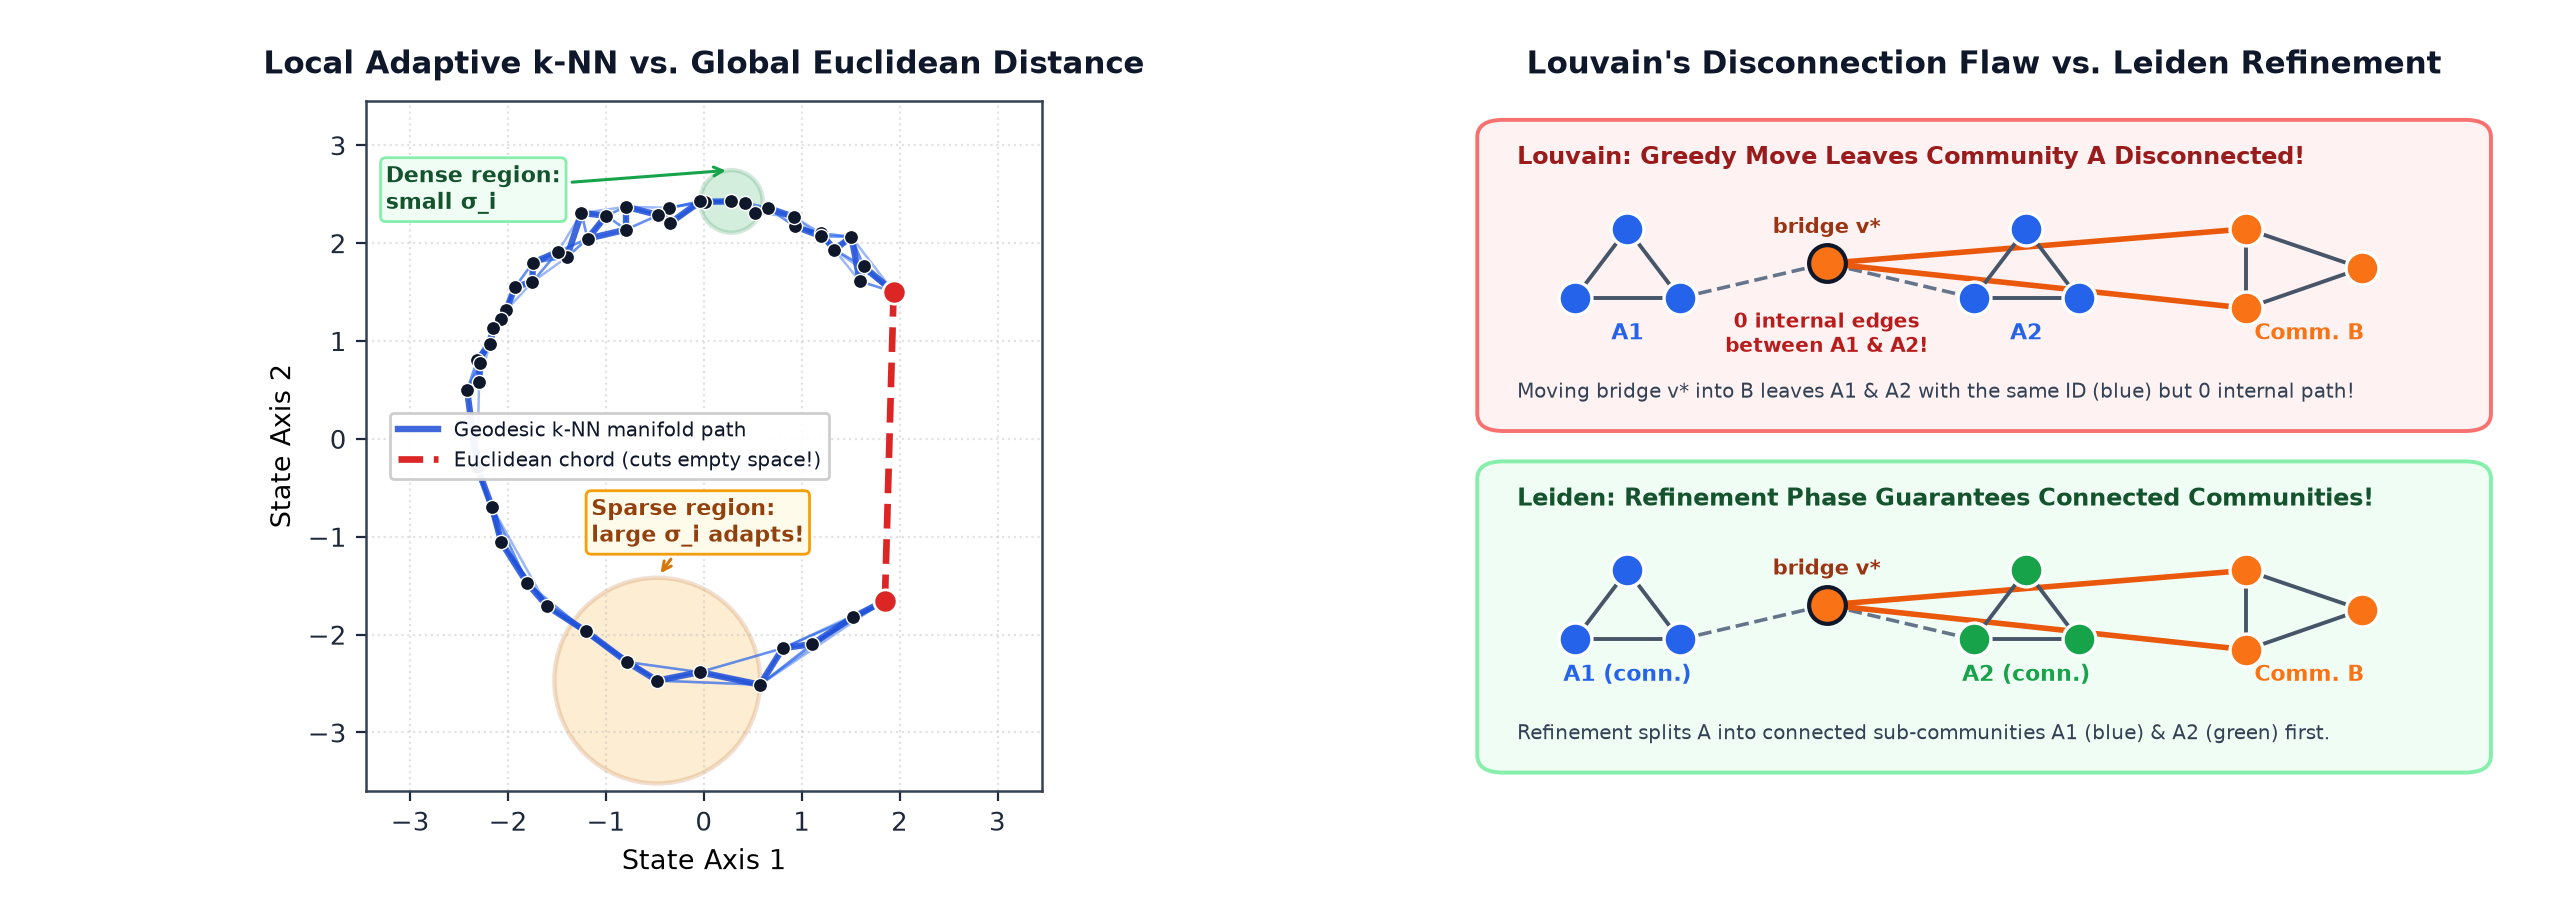 Local Adaptive k-NN vs. Global Euclidean Distance
3
2
1
0
−1
−2
−3
State Axis 2
Dense region:
small σ_i
Geodesic k-NN manifold path
Euclidean chord (cuts empty space!)
Sparse region:
large σ_i adapts!
−3
−2
−1
0
1
2
3
State Axis 1
Louvain's Disconnection Flaw vs. Leiden Refinement
Louvain: Greedy Move Leaves Community A Disconnected!
bridge v*
0 internal edges
between A1 & A2!
A1
A2
Comm. B
Moving bridge v* into B leaves A1 & A2 with the same ID (blue) but 0 internal path!
Leiden: Refinement Phase Guarantees Connected Communities!
bridge v*
A1 (conn.)
A2 (conn.)
Comm. B
Refinement splits A into connected sub-communities A1 (blue) & A2 (green) first.